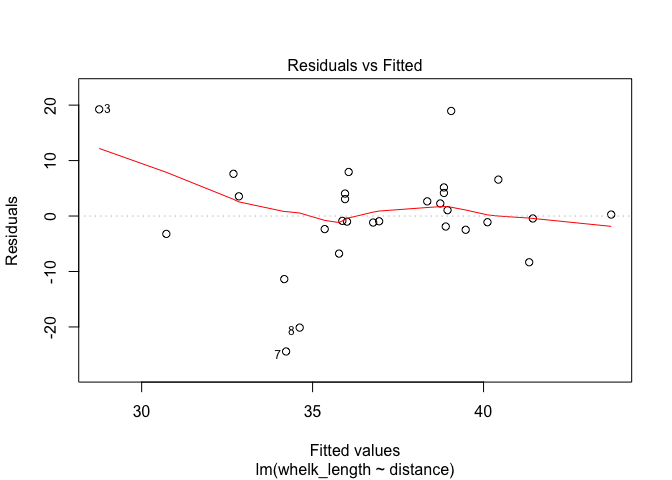 Residuals vs Fitted
20
10
0
-10
-20
Residuals
3
8
7
30
35
40
Fitted values
lm(whelk_length ~ distance)